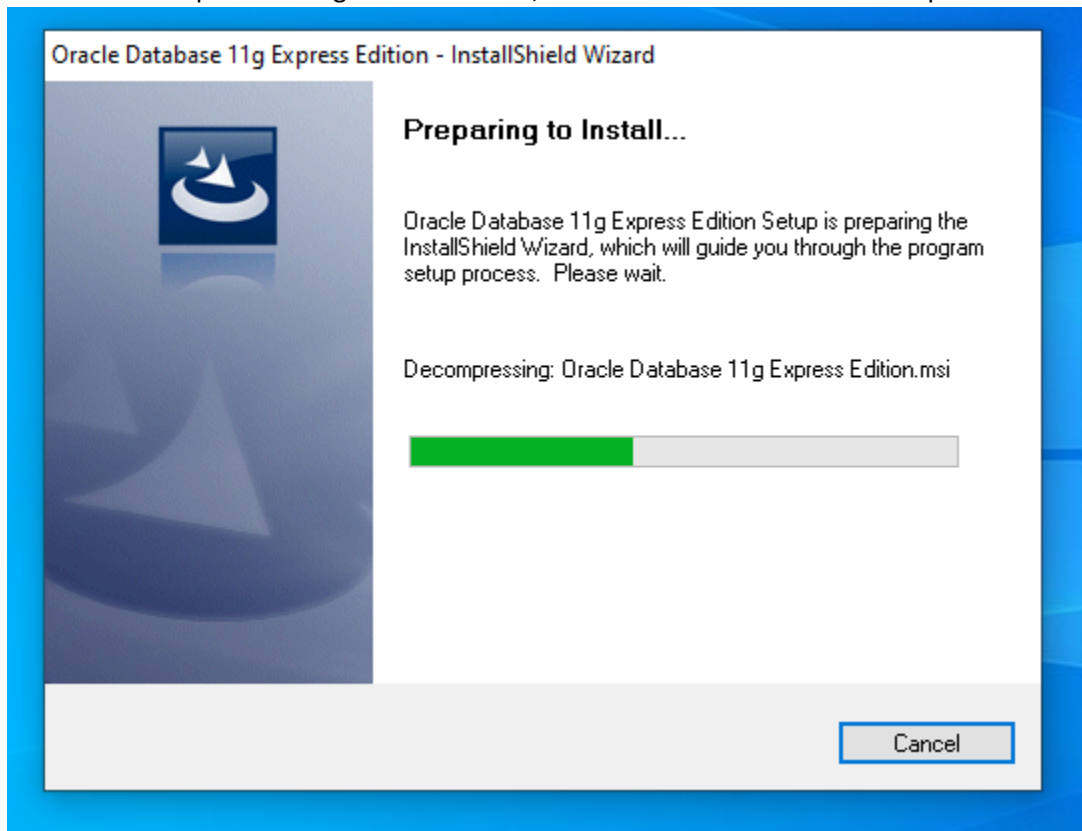 Oracle Database 11g Express Edition - InstallShield Wizard
Preparing to Install...
Oracle Database 11g Express Edition Setup is preparing the
InstallShield Wizard, which will guide you through the program
setup process. Please wait.
Decompressing: Oracle Database 11g Express Edition.msi
Cancel